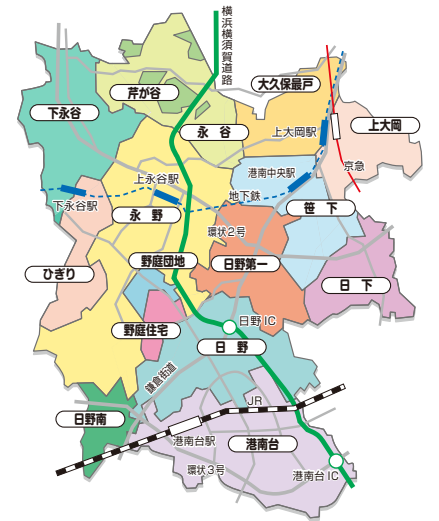 横浜横須賀道路
芹が谷
大久保最戸
下永谷
永谷
上大岡駅
上大岡
京急
港南中央駅
上永谷駅
地下鉄
下永谷駅
永野
笹下
環状2号
野庭団地
日野第一
ひぎり
日下
日野IC
野庭住宅
日野
鎌倉街道
JR
日野南
港南台駅
港南台
環状3号
港南台IC